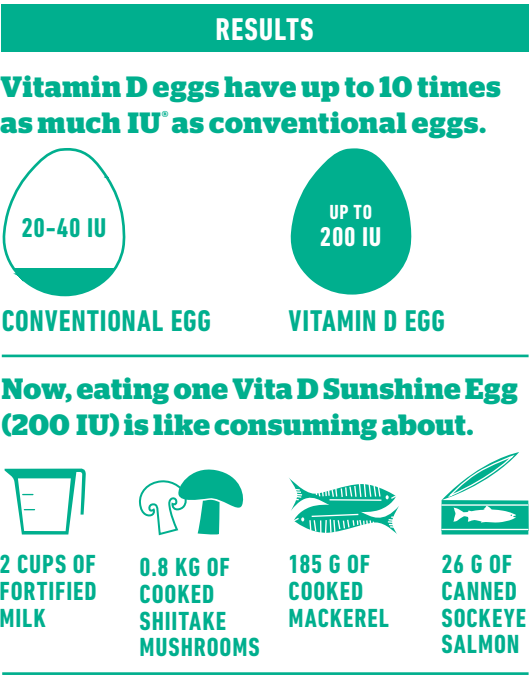 RESULTS
Vitamin D eggs have up to 10 times
as much IU® as conventional eggs.
20-40 IU
UP TO
200 IU
CONVENTIONAL EGG
VITAMIN D EGG
Now, eating one Vita D Sunshine Egg
(200 IU) is like consuming about.
2 CUPS OF
FORTIFIED
MILK
0.8 KG OF
COOKED
SHIITAKE
MUSHROOMS
185 G OF
COOKED
MACKEREL
26 G OF
CANNED
SOCKEYE
SALMON